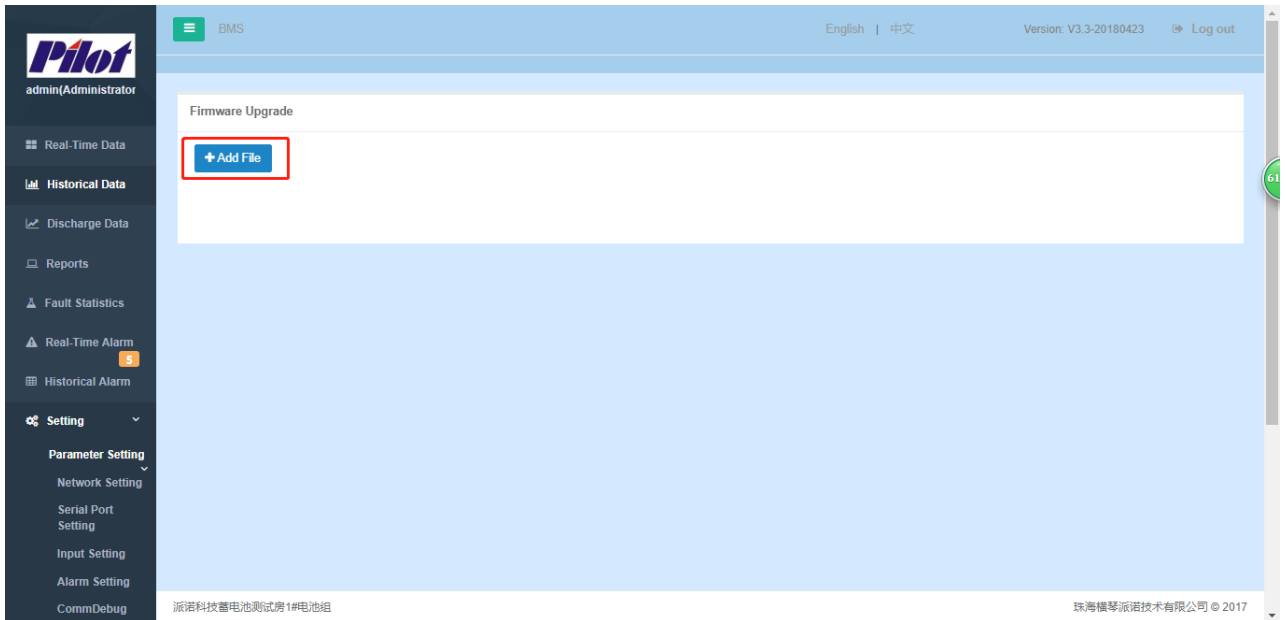 Pilot
admin(Administrator
BMS
English | 中文
Version: V3.3-20180423
Log out
Real-Time Data
Historical Data
Discharge Data
Reports
Fault Statistics
Real-Time Alarm
5
Historical Alarm
Setting
Parameter Setting
Network Setting
Serial Port
Setting
Input Setting
Alarm Setting
CommDebug
Firmware Upgrade
Add File
61
派诺科技蓄电池测试房1#电池组
珠海横琴派诺技术有限公司 © 2017